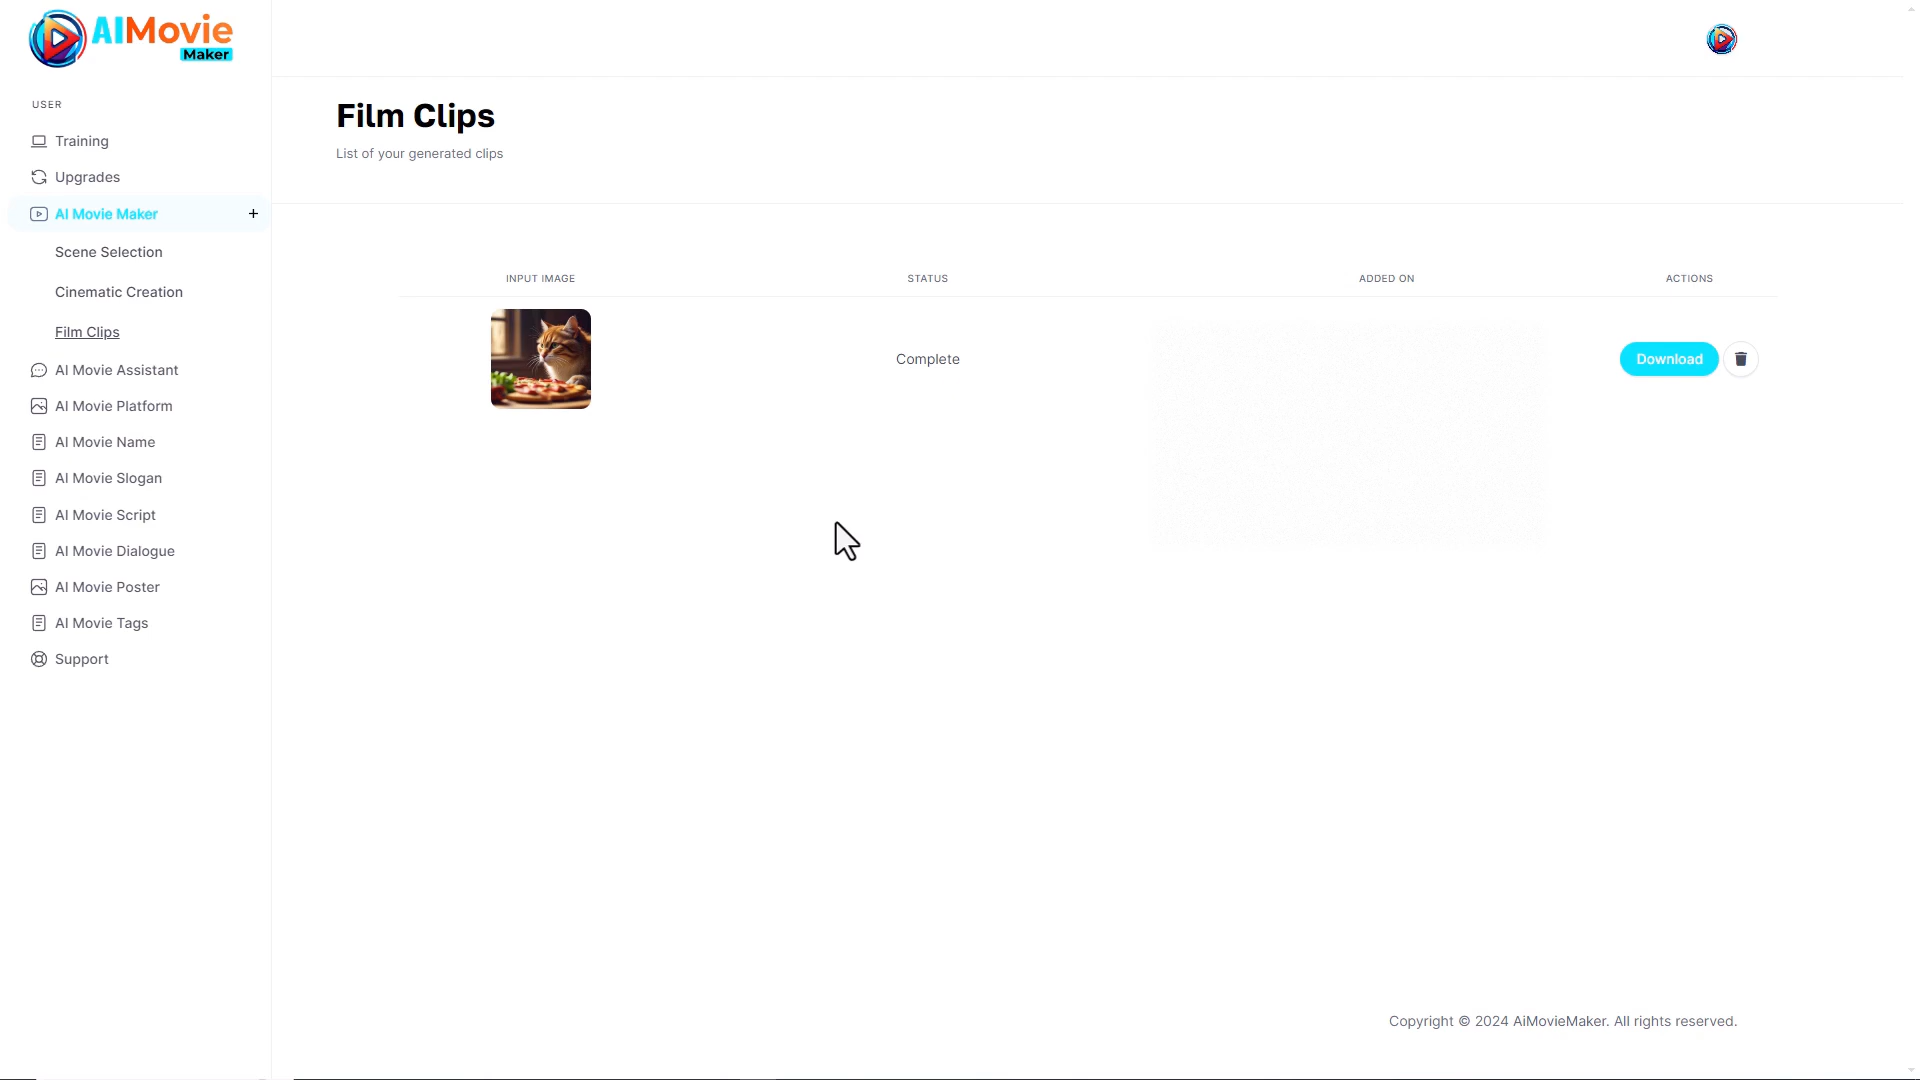 AIMovie
Maker
USER
Training
Upgrades
AI Movie Maker
Scene Selection
Cinematic Creation
Film Clips
AI Movie Assistant
AI Movie Platform
AI Movie Name
AI Movie Slogan
AI Movie Script
AI Movie Dialogue
AI Movie Poster
AI Movie Tags
Support
Film Clips
List of your generated clips
INPUT IMAGE STATUS ADDED ON ACTIONS
Complete Download
Copyright © 2024 AiMovieMaker. All rights reserved.